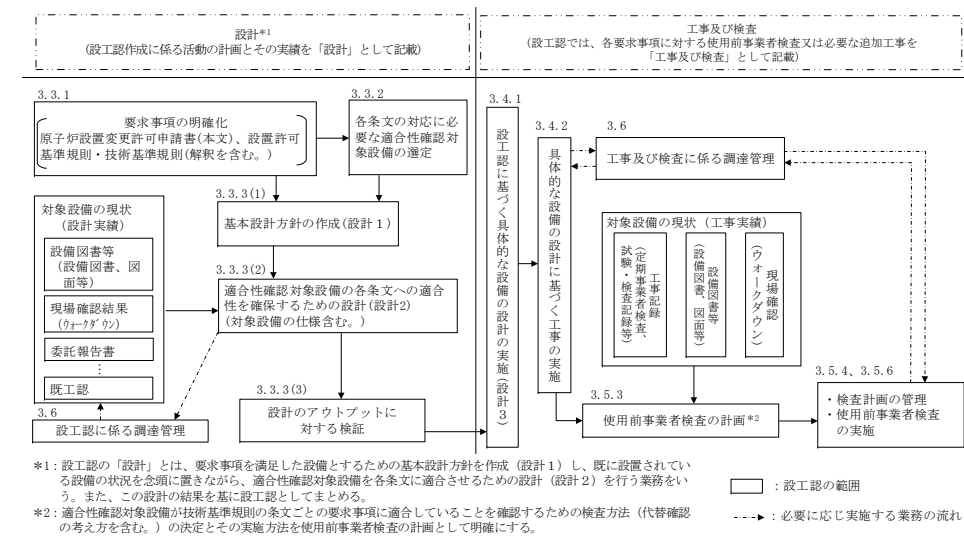 設計*1
(設工認作成に係る活動の計画とその実績を「設計」として記載)
工事及び検査
(設工認では、各要求事項に対する使用前事業者検査又は必要な追加工事を
「工事及び検査」として記載)
3.3.1
要求事項の明確化
原子炉設置変更許可申請書(本文)、設置許可
基準規則・技術基準規則(解釈を含む。)
3.3.2
各条文の対応に必
要な適合性確認対
象設備の選定
3.3.3(1)
基本設計方針の作成(設計1)
対象設備の現状
(設計実績)
設備図書等
(設備図書、図
面等)
現場確認結果
(ウォークダウン)
委託報告書
⋮
既工認
3.3.3(2)
適合性確認対象設備の各条文への適合
性を確保するための設計(設計2)
(対象設備の仕様含む。)
3.3.3(3)
設計のアウトプットに
対する検証
3.6
設工認に係る調達管理
3.4.1
設工認に基づく具体的な設備の設計の実施(設計3)
3.4.2
具体的な設備の設計に基づく工事の実施
3.6
工事及び検査に係る調達管理
対象設備の現状(工事実績)
工事記録
(定期事業者検査、
試験・検査記録等)
設備図書等
(設備図書、図面等)
現場確認
(ウォークダウン)
3.5.3
使用前事業者検査の計画*2
3.5.4、3.5.6
・検査計画の管理
・使用前事業者検査
の実施
*1:設工認の「設計」とは、要求事項を満足した設備とするための基本設計方針を作成(設計1)し、既に設置されてい
る設備の状況を念頭に置きながら、適合性確認対象設備を各条文に適合させるための設計(設計2)を行う業務をい
う。また、この設計の結果を基に設工認としてまとめる。
*2:適合性確認対象設備が技術基準規則の条文ごとの要求事項に適合していることを確認するための検査方法(代替確認
の考え方を含む。)の決定とその実施方法を使用前事業者検査の計画として明確にする。
:設工認の範囲
:必要に応じ実施する業務の流れ